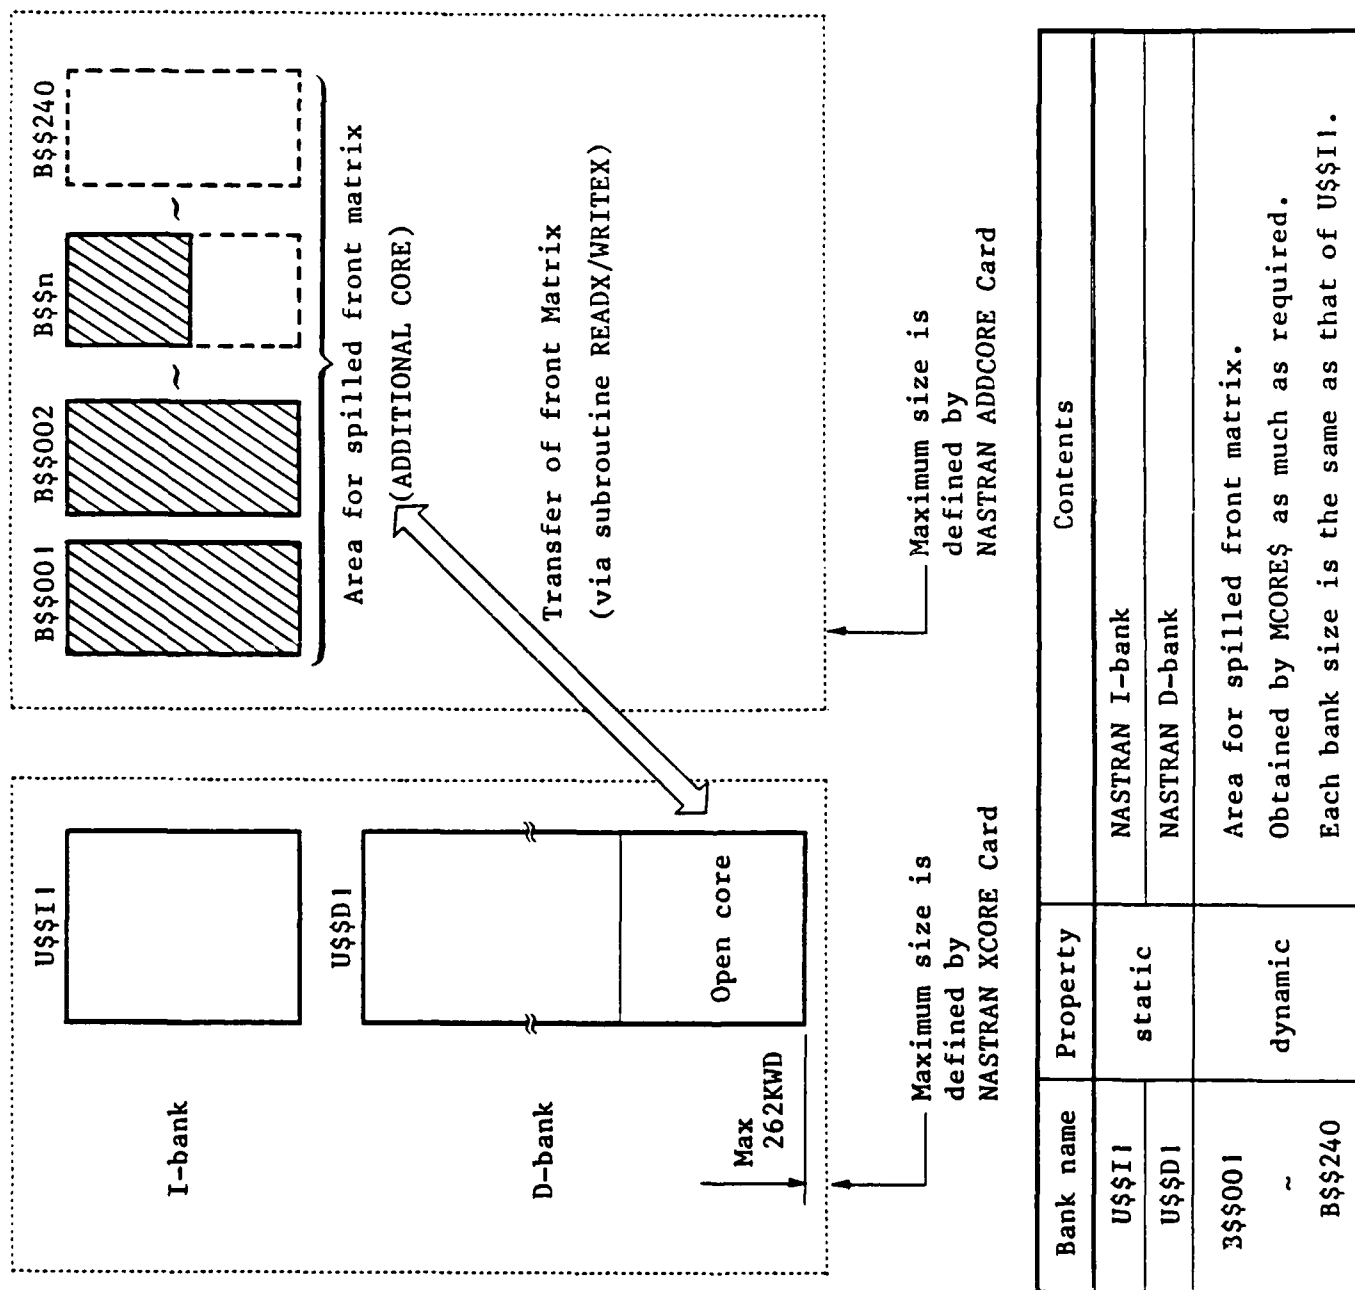 I-bank
U$$I1
D-bank
U$$D1
Open core
Max
262KWD
Maximum size is
defined by
NASTRAN XCORE Card
B$$001
B$$002
B$$n
B$$240
~
~
Area for spilled front matrix
(ADDITIONAL CORE)
Transfer of front Matrix
(via subroutine READX/WRITEX)
Maximum size is
defined by
NASTRAN ADDCORE Card
Bank name Property Contents
U$$I1 static NASTRAN I-bank
U$$D1 NASTRAN D-bank
B$$001 Area for spilled front matrix.
~ dynamic Obtained by MCORE$ as much as required.
B$$240 Each bank size is the same as that of U$$I1.